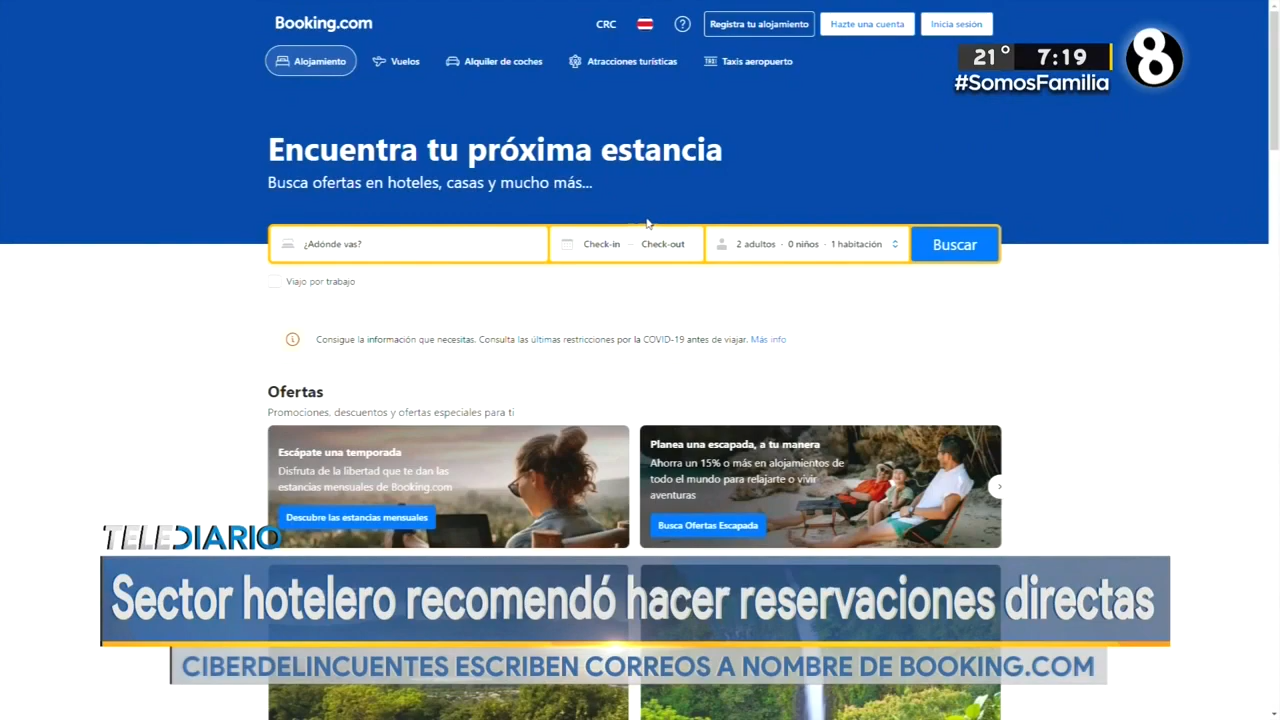 Booking.com
CRC
Registra tu alojamiento
Hazte una cuenta
Inicia sesión
Alojamiento
Vuelos
Alquiler de coches
Atracciones turísticas
TAXI
Taxis aeropuerto
21° 7:19
8
#SomosFamilia
Encuentra tu próxima estancia
Busca ofertas en hoteles, casas y mucho más...
¿Adónde vas?
Check-in — Check-out
2 adultos · 0 niños · 1 habitación
Buscar
Viajo por trabajo
Consigue la información que necesitas. Consulta las últimas restricciones por la COVID-19 antes de viajar. Más info
Ofertas
Promociones, descuentos y ofertas especiales para ti
Escápate una temporada
Disfruta de la libertad que te dan las
estancias mensuales de Booking.com
Descubre las estancias mensuales
Planea una escapada, a tu manera
Ahorra un 15% o más en alojamientos de
todo el mundo para relajarte o vivir
aventuras
Busca Ofertas Escapada
TELEDIARIO
Sector hotelero recomendó hacer reservaciones directas
CIBERDELINCUENTES ESCRIBEN CORREOS A NOMBRE DE BOOKING.COM